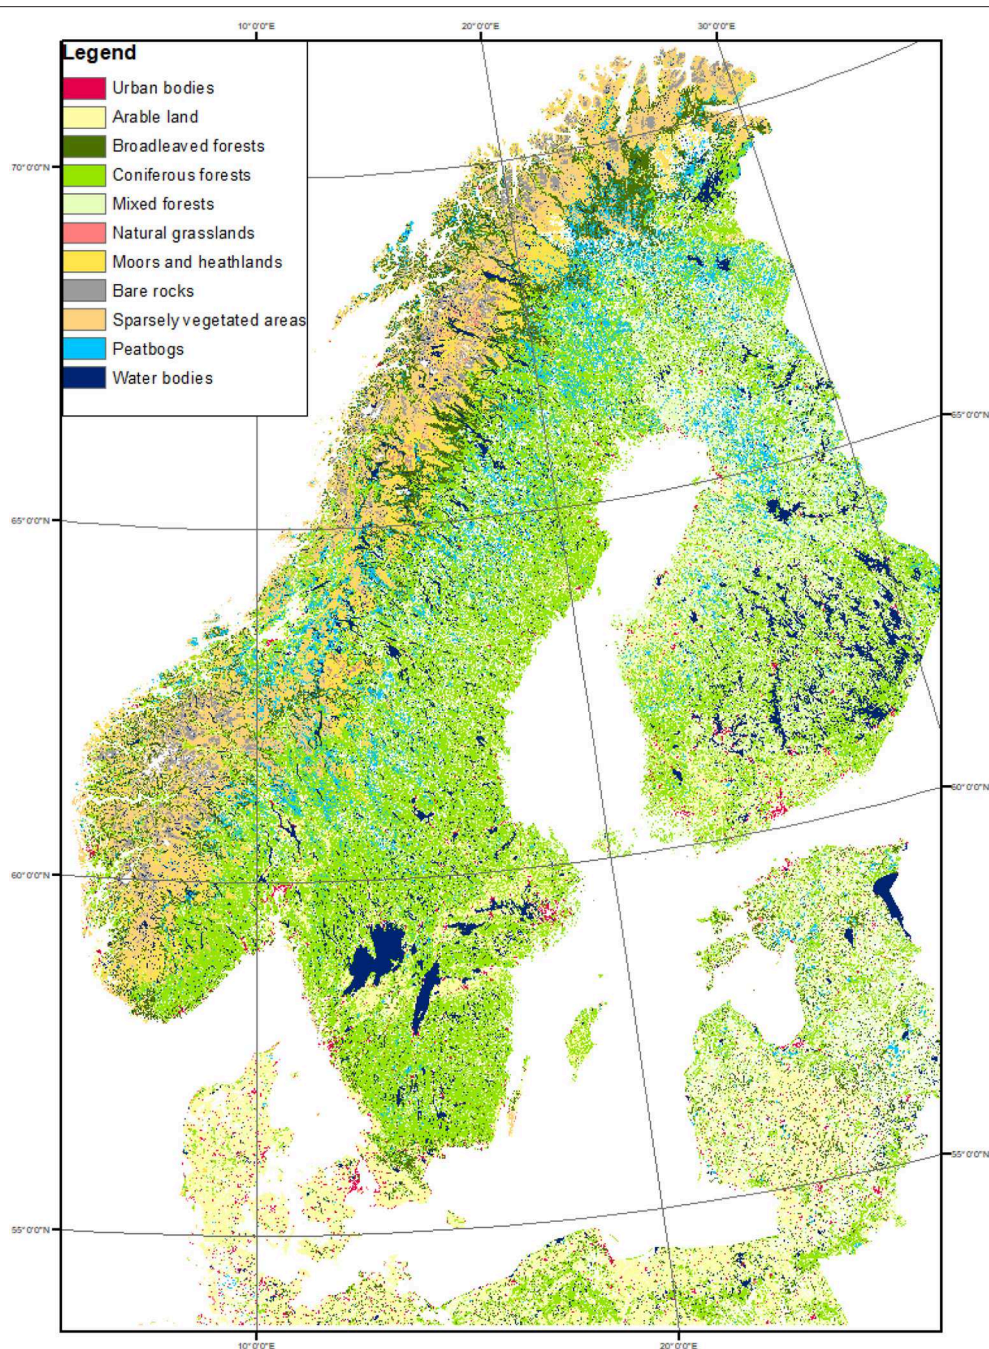 10°0'0"E 20°0'0"E 30°0'0"E
Legend
Urban bodies
Arable land
Broadleaved forests
Coniferous forests
Mixed forests
Natural grasslands
Moors and heathlands
Bare rocks
Sparsely vegetated areas
Peatbogs
Water bodies
70°0'0"N
65°0'0"N
65°0'0"N
60°0'0"N
60°0'0"N
55°0'0"N
55°0'0"N
10°0'0"E 20°0'0"E